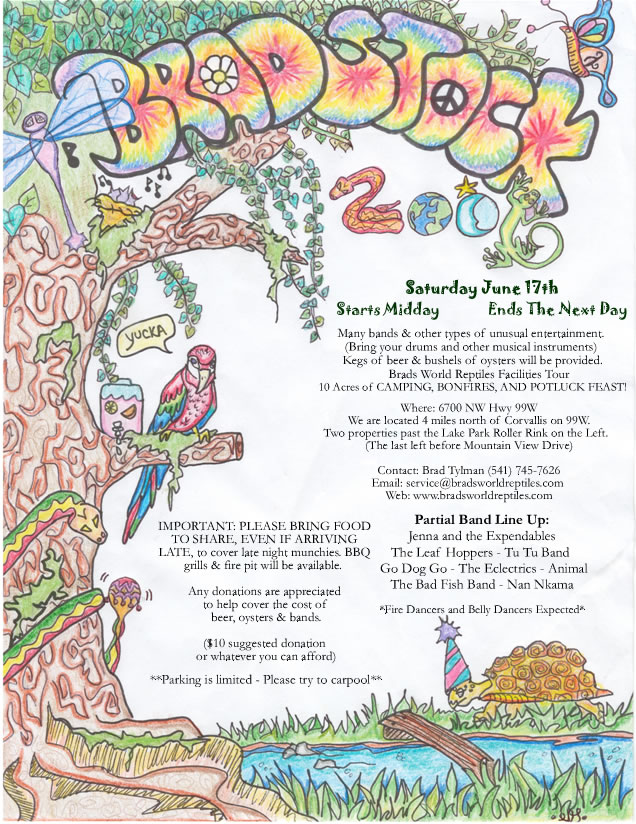 BRADSTOCK
2006
Saturday June 17th
Starts Midday Ends The Next Day
Many bands & other types of unusual entertainment.
(Bring your drums and other musical instruments)
Kegs of beer & bushels of oysters will be provided.
Brads World Reptiles Facilities Tour
10 Acres of CAMPING, BONFIRES, AND POTLUCK FEAST!
YUCKA
Where: 6700 NW Hwy 99W
We are located 4 miles north of Corvallis on 99W.
Two properties past the Lake Park Roller Rink on the Left.
(The last left before Mountain View Drive)
Contact: Brad Tylman (541) 745-7626
Email: service@bradsworldreptiles.com
Web: www.bradsworldreptiles.com
Partial Band Line Up:
Jenna and the Expendables
The Leaf Hoppers - Tu Tu Band
Go Dog Go - The Eclectrics - Animal
The Bad Fish Band - Nan Nkama
*Fire Dancers and Belly Dancers Expected*
IMPORTANT: PLEASE BRING FOOD
TO SHARE, EVEN IF ARRIVING
LATE, to cover late night munchies. BBQ
grills & fire pit will be available.
Any donations are appreciated
to help cover the cost of
beer, oysters & bands.
($10 suggested donation
or whatever you can afford)
**Parking is limited - Please try to carpool**